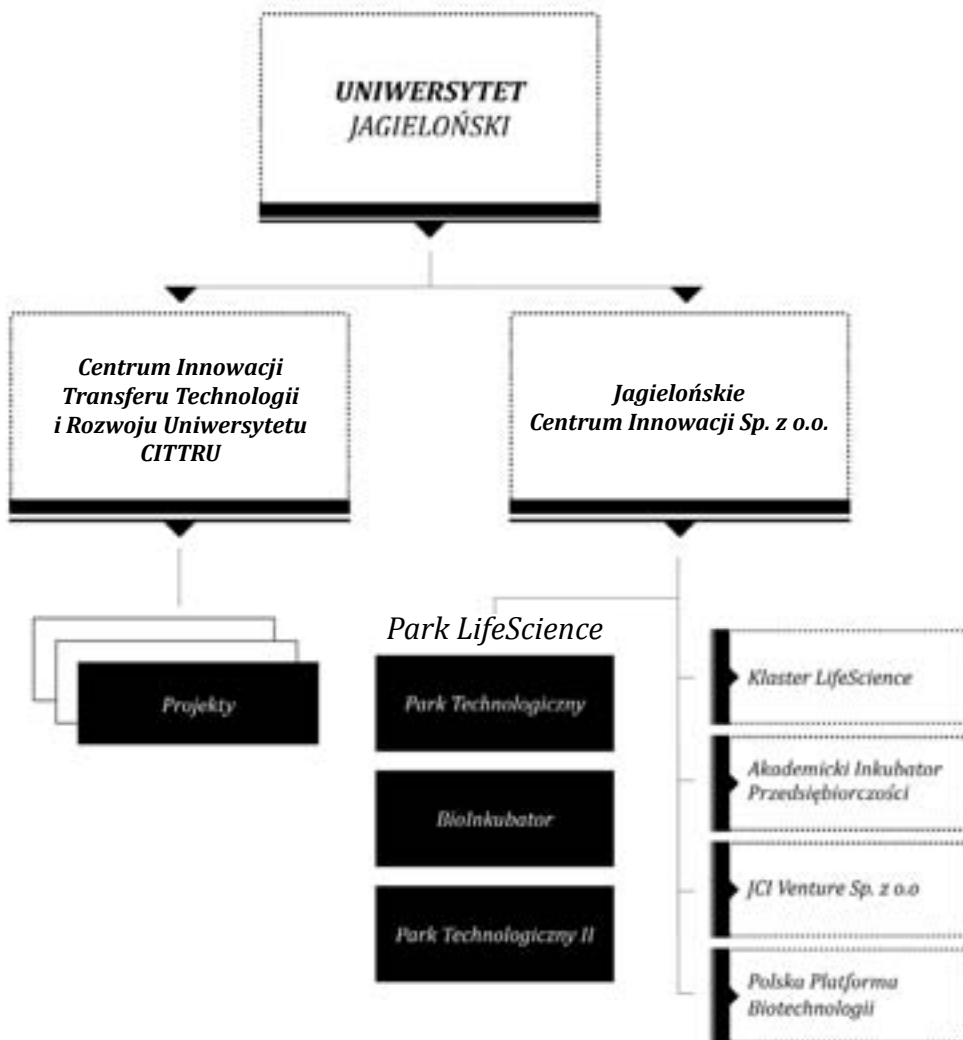 UNIWERSYTET
JAGIELOŃSKI
Centrum Innowacji
Transferu Technologii
i Rozwoju Uniwersytetu
CITTRU
Jagielońskie
Centrum Innowacji Sp. z o.o.
Projekty
Park LifeScience
Park Technologiczny
BioInkubator
Park Technologiczny II
Klaster LifeScience
Akademicki Inkubator
Przedsiębiorczości
JCI Venture Sp. z o.o
Polska Platforma
Biotechnologii